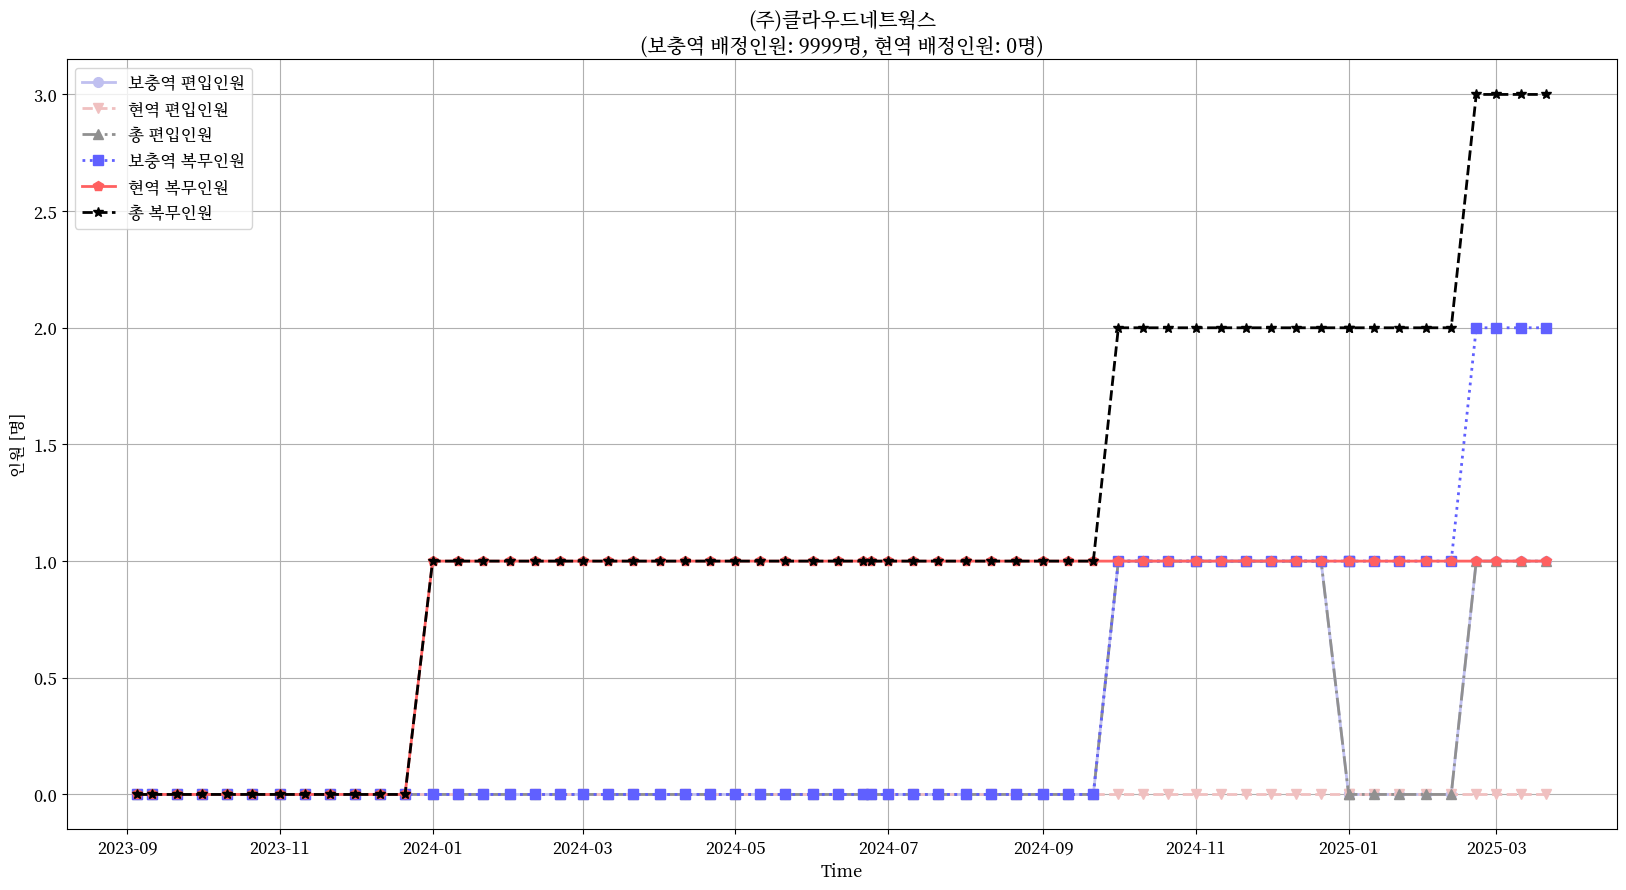 (주)클라우드네트웍스
(보충역 배정인원: 9999명, 현역 배정인원: 0명)
보충역 편입인원
현역 편입인원
총 편입인원
보충역 복무인원
현역 복무인원
총 복무인원
3.0
2.5
2.0
1.5
1.0
0.5
0.0
인원 [명]
2023-09 2023-11 2024-01 2024-03 2024-05 2024-07 2024-09 2024-11 2025-01 2025-03
Time